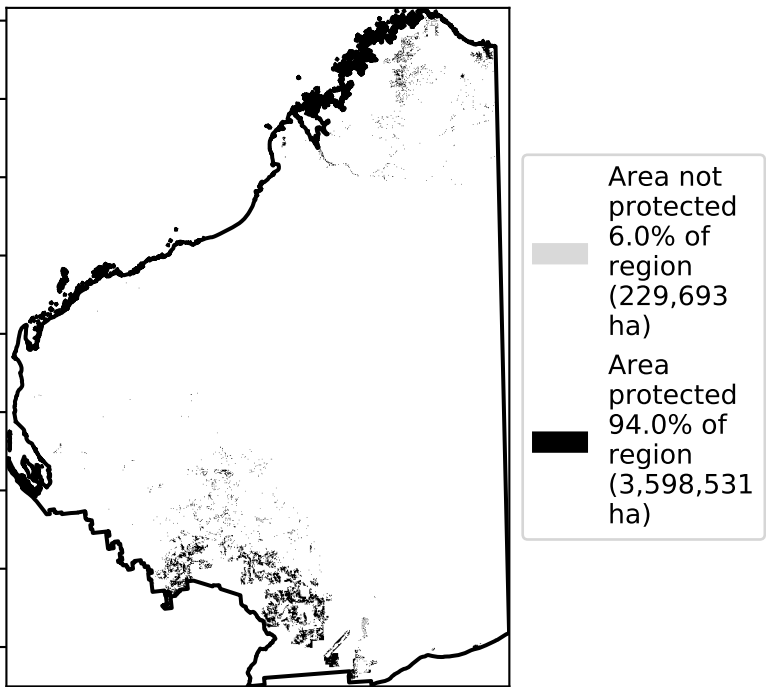 Area not
protected
6.0% of
region
(229,693
ha)
Area
protected
94.0% of
region
(3,598,531
ha)